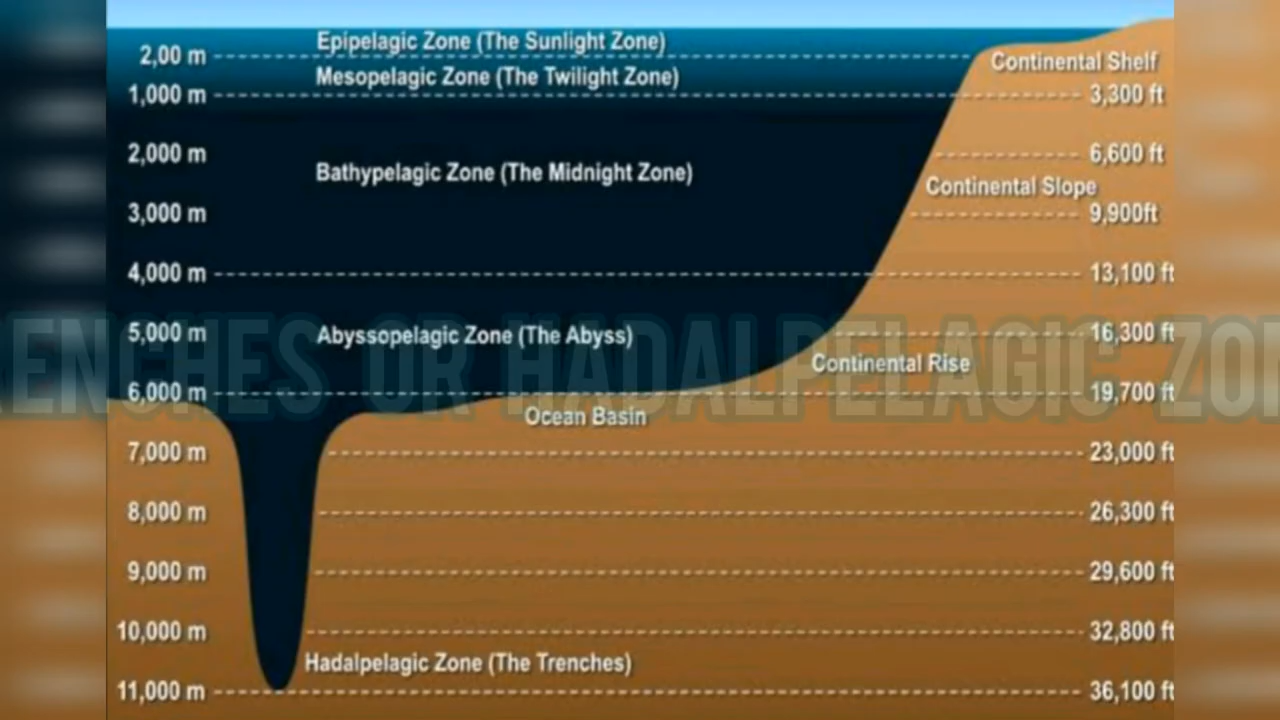 Epipelagic Zone (The Sunlight Zone)
2,00 m
Continental Shelf
Mesopelagic Zone (The Twilight Zone)
1,000 m
3,300 ft
2,000 m
6,600 ft
Bathypelagic Zone (The Midnight Zone)
Continental Slope
3,000 m
9,900ft
4,000 m
13,100 ft
5,000 m
Abyssopelagic Zone (The Abyss)
16,300 ft
RENCHES OR HADALPELAGIC ZON
Continental Rise
6,000 m
19,700 ft
Ocean Basin
7,000 m
23,000 ft
8,000 m
26,300 ft
9,000 m
29,600 ft
10,000 m
32,800 ft
Hadalpelagic Zone (The Trenches)
11,000 m
36,100 ft